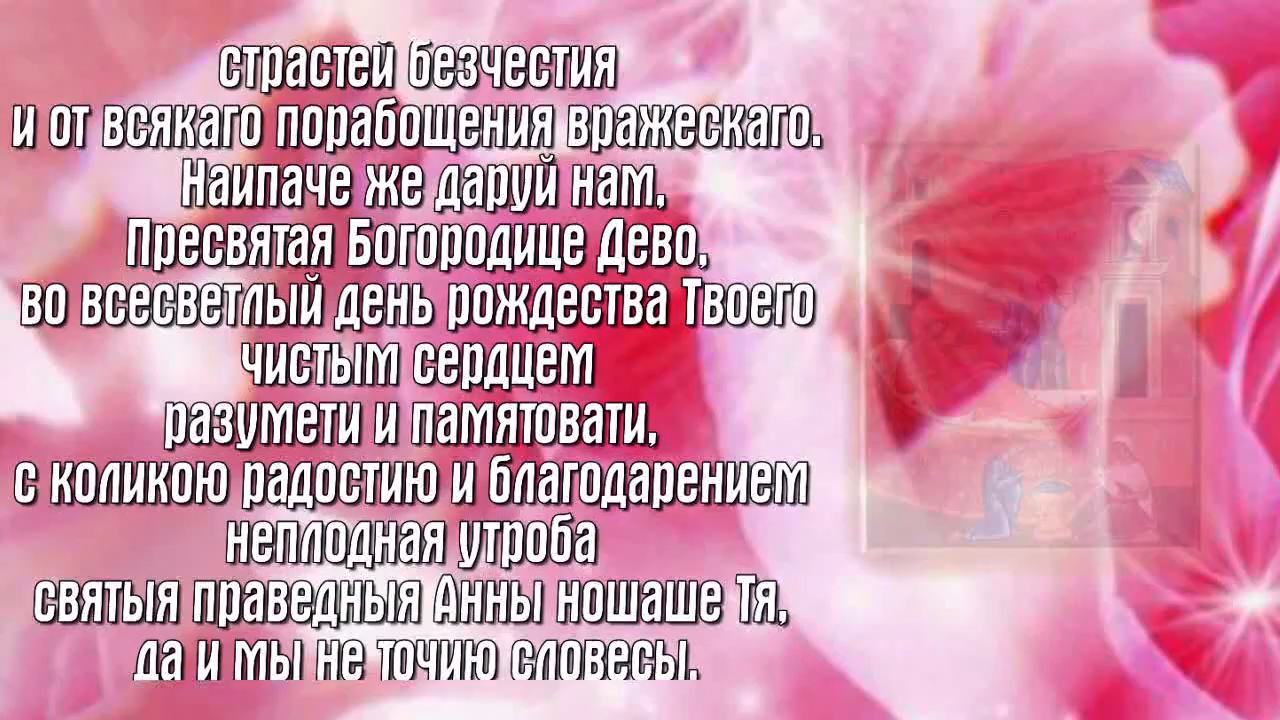 страстей безчестия
и от всякаго порабощения вражескаго.
Наипаче же даруй нам,
Пресвятая Богородице Дево,
во всесветлый день рождества Твоего
чистым сердцем
разумети и памятовати,
с коликою радостию и благодарением
неплодная утроба
святыя праведныя Анны ношаше Тя,
да и мы не точию словесы.